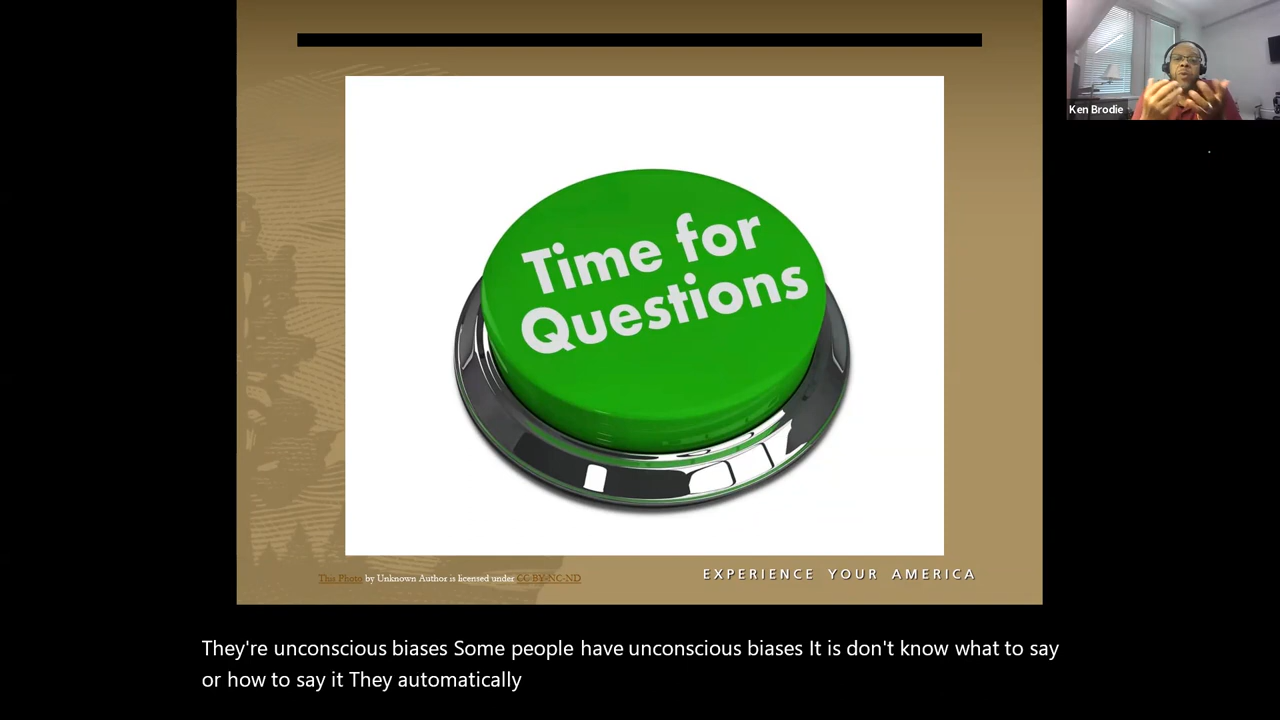 Ken Brodie
Time for
Questions
This Photo by Unknown Author is licensed under CC BY-NC-ND
EXPERIENCE YOUR AMERICA
They're unconscious biases Some people have unconscious biases It is don't know what to say
or how to say it They automatically